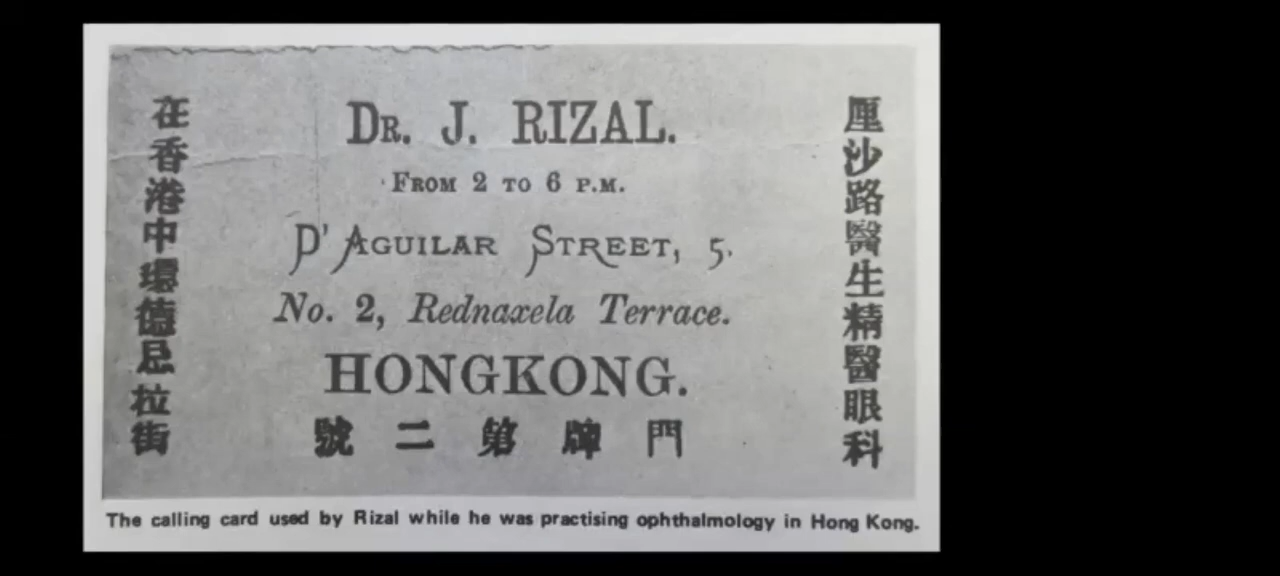 厘沙路醫生精醫眼科
DR. J. RIZAL.
FROM 2 TO 6 P.M.
D'AGUILAR STREET, 5.
No. 2, Rednaxela Terrace.
HONGKONG.
號二第牌門
在香港中環德忌拉街
The calling card used by Rizal while he was practising ophthalmology in Hong Kong.